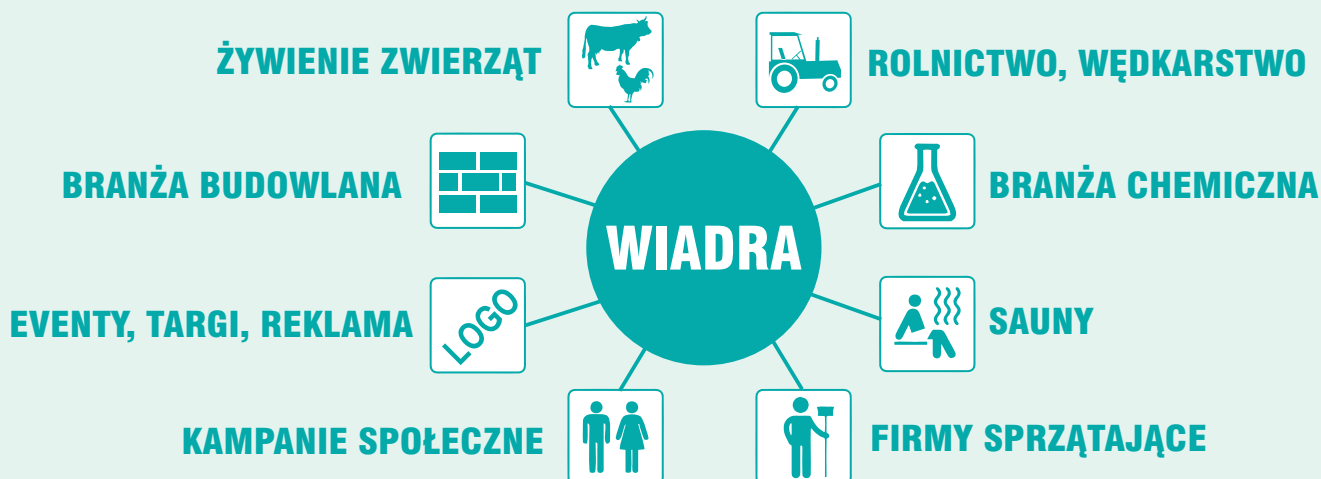 ŻYWIENIE ZWIERZĄT
ROLNICTWO, WĘDKARSTWO
BRANŻA BUDOWLANA
BRANŻA CHEMICZNA
WIADRA
EVENTY, TARGI, REKLAMA
LOGO
SAUNY
KAMPANIE SPOŁECZNE
FIRMY SPRZĄTAJĄCE